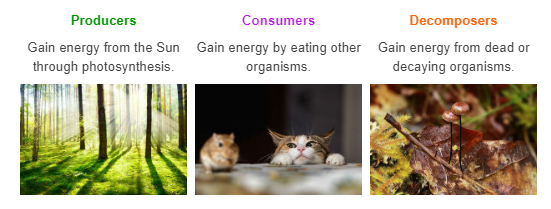 Producers
Gain energy from the Sun
through photosynthesis.
Consumers
Gain energy by eating other
organisms.
Decomposers
Gain energy from dead or
decaying organisms.